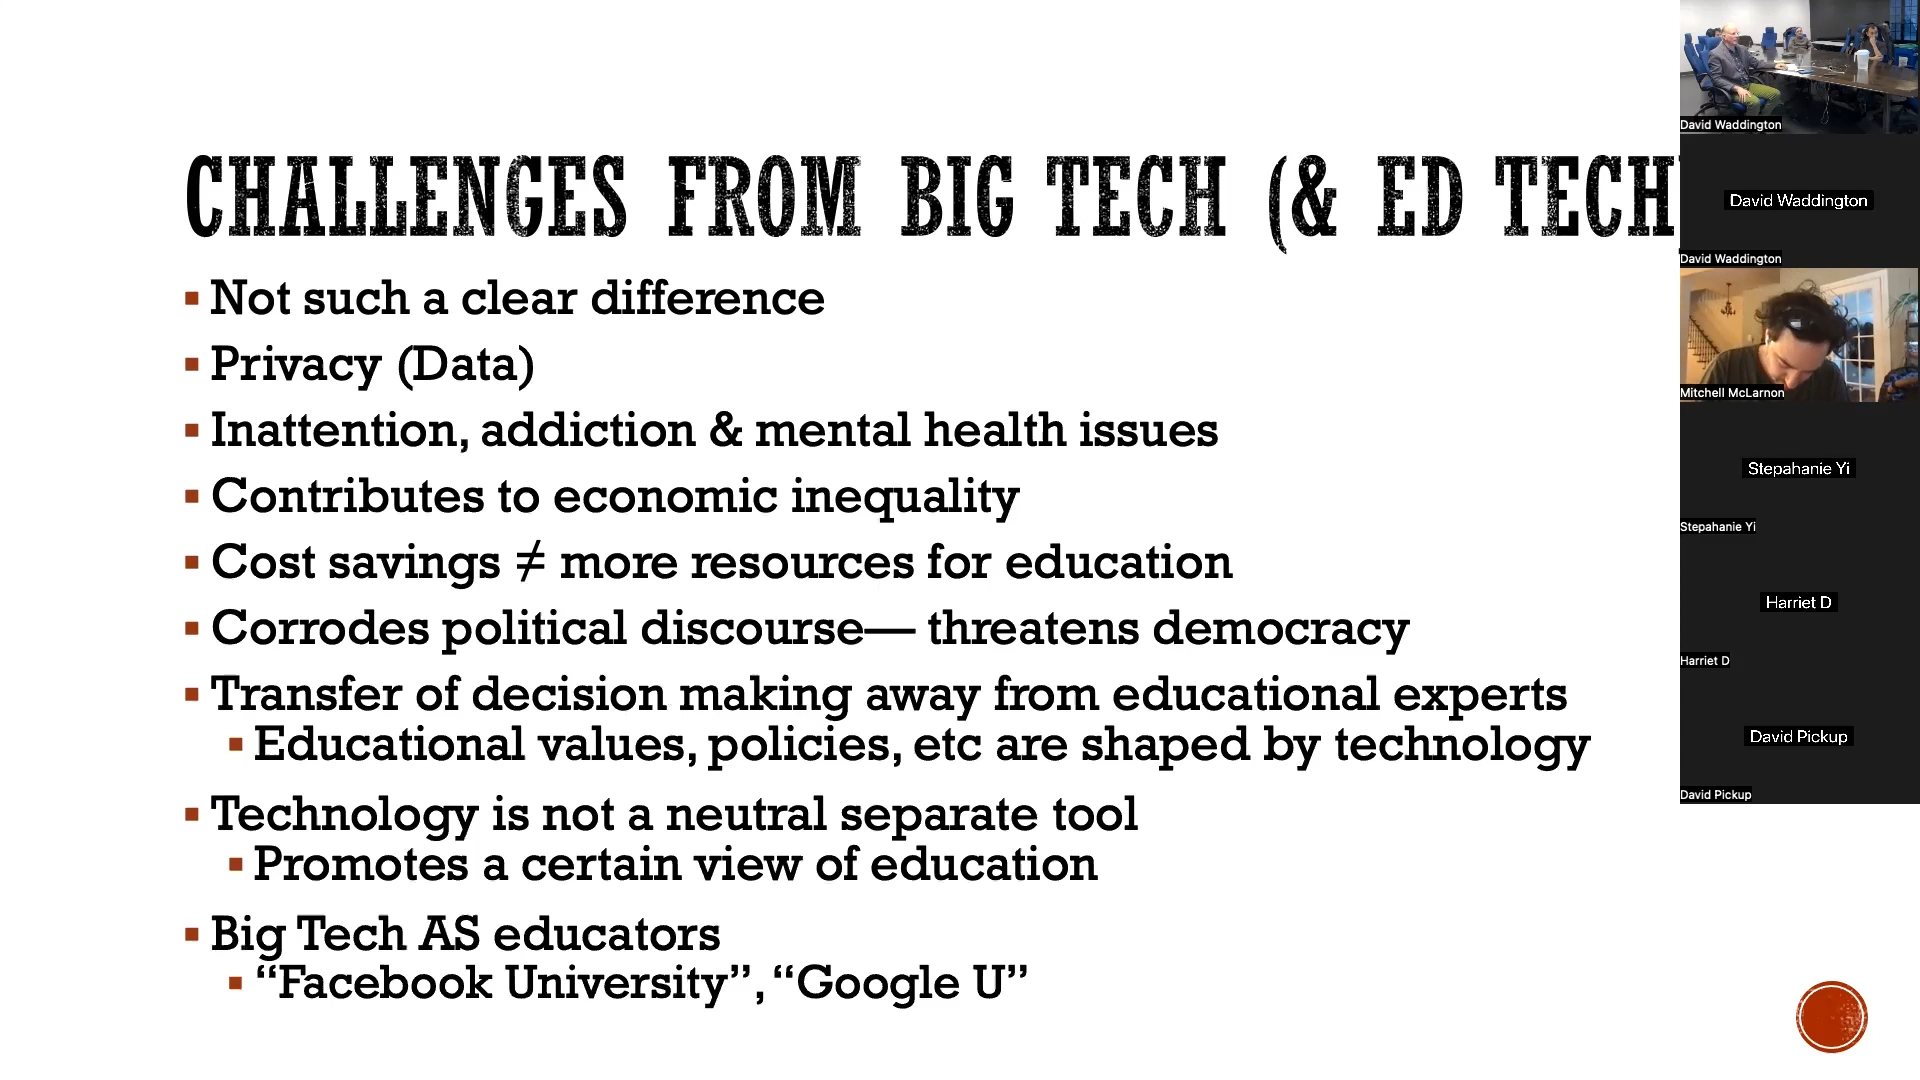 CHALLENGES FROM BIG TECH (& ED TECH
Not such a clear difference
Privacy (Data)
Inattention, addiction & mental health issues
Contributes to economic inequality
Cost savings ≠ more resources for education
Corrodes political discourse— threatens democracy
Transfer of decision making away from educational experts
Educational values, policies, etc are shaped by technology
Technology is not a neutral separate tool
Promotes a certain view of education
Big Tech AS educators
“Facebook University”, “Google U”
David Waddington
David Waddington
David Waddington
Mitchell McLarnon
Stepahanie Yi
Stepahanie Yi
Harriet D
Harriet D
David Pickup
David Pickup